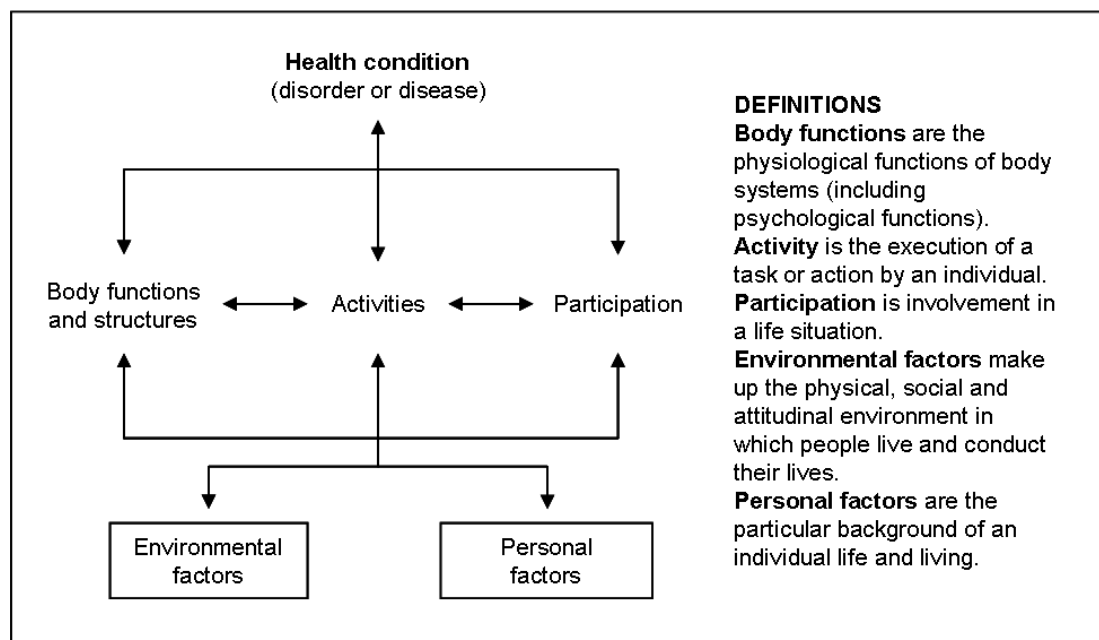 Health condition
(disorder or disease)
Body functions
and structures
Activities
Participation
Environmental
factors
Personal
factors
DEFINITIONS
Body functions are the
physiological functions of body
systems (including
psychological functions).
Activity is the execution of a
task or action by an individual.
Participation is involvement in
a life situation.
Environmental factors make
up the physical, social and
attitudinal environment in
which people live and conduct
their lives.
Personal factors are the
particular background of an
individual life and living.